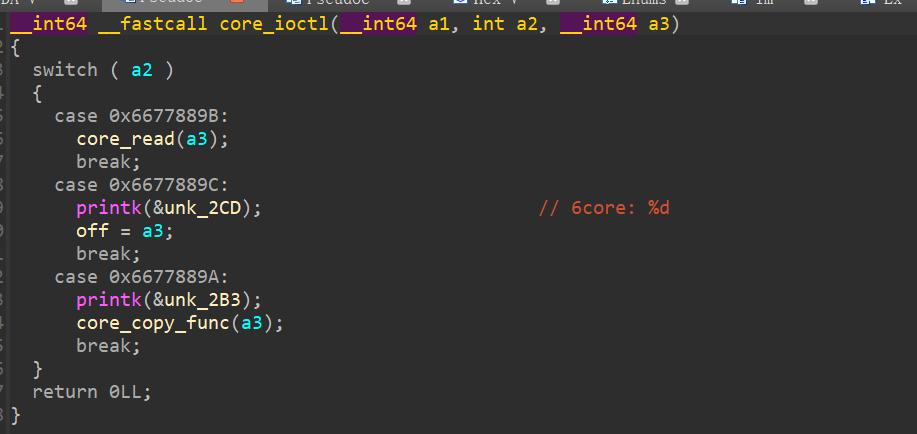 __int64 __fastcall core_ioctl(__int64 a1, int a2, __int64 a3)
{
  switch ( a2 )
  {
    case 0x6677889B:
      core_read(a3);
      break;
    case 0x6677889C:
      printk(&unk_2CD);                         // 6core: %d
      off = a3;
      break;
    case 0x6677889A:
      printk(&unk_2B3);
      core_copy_func(a3);
      break;
  }
  return 0LL;
}